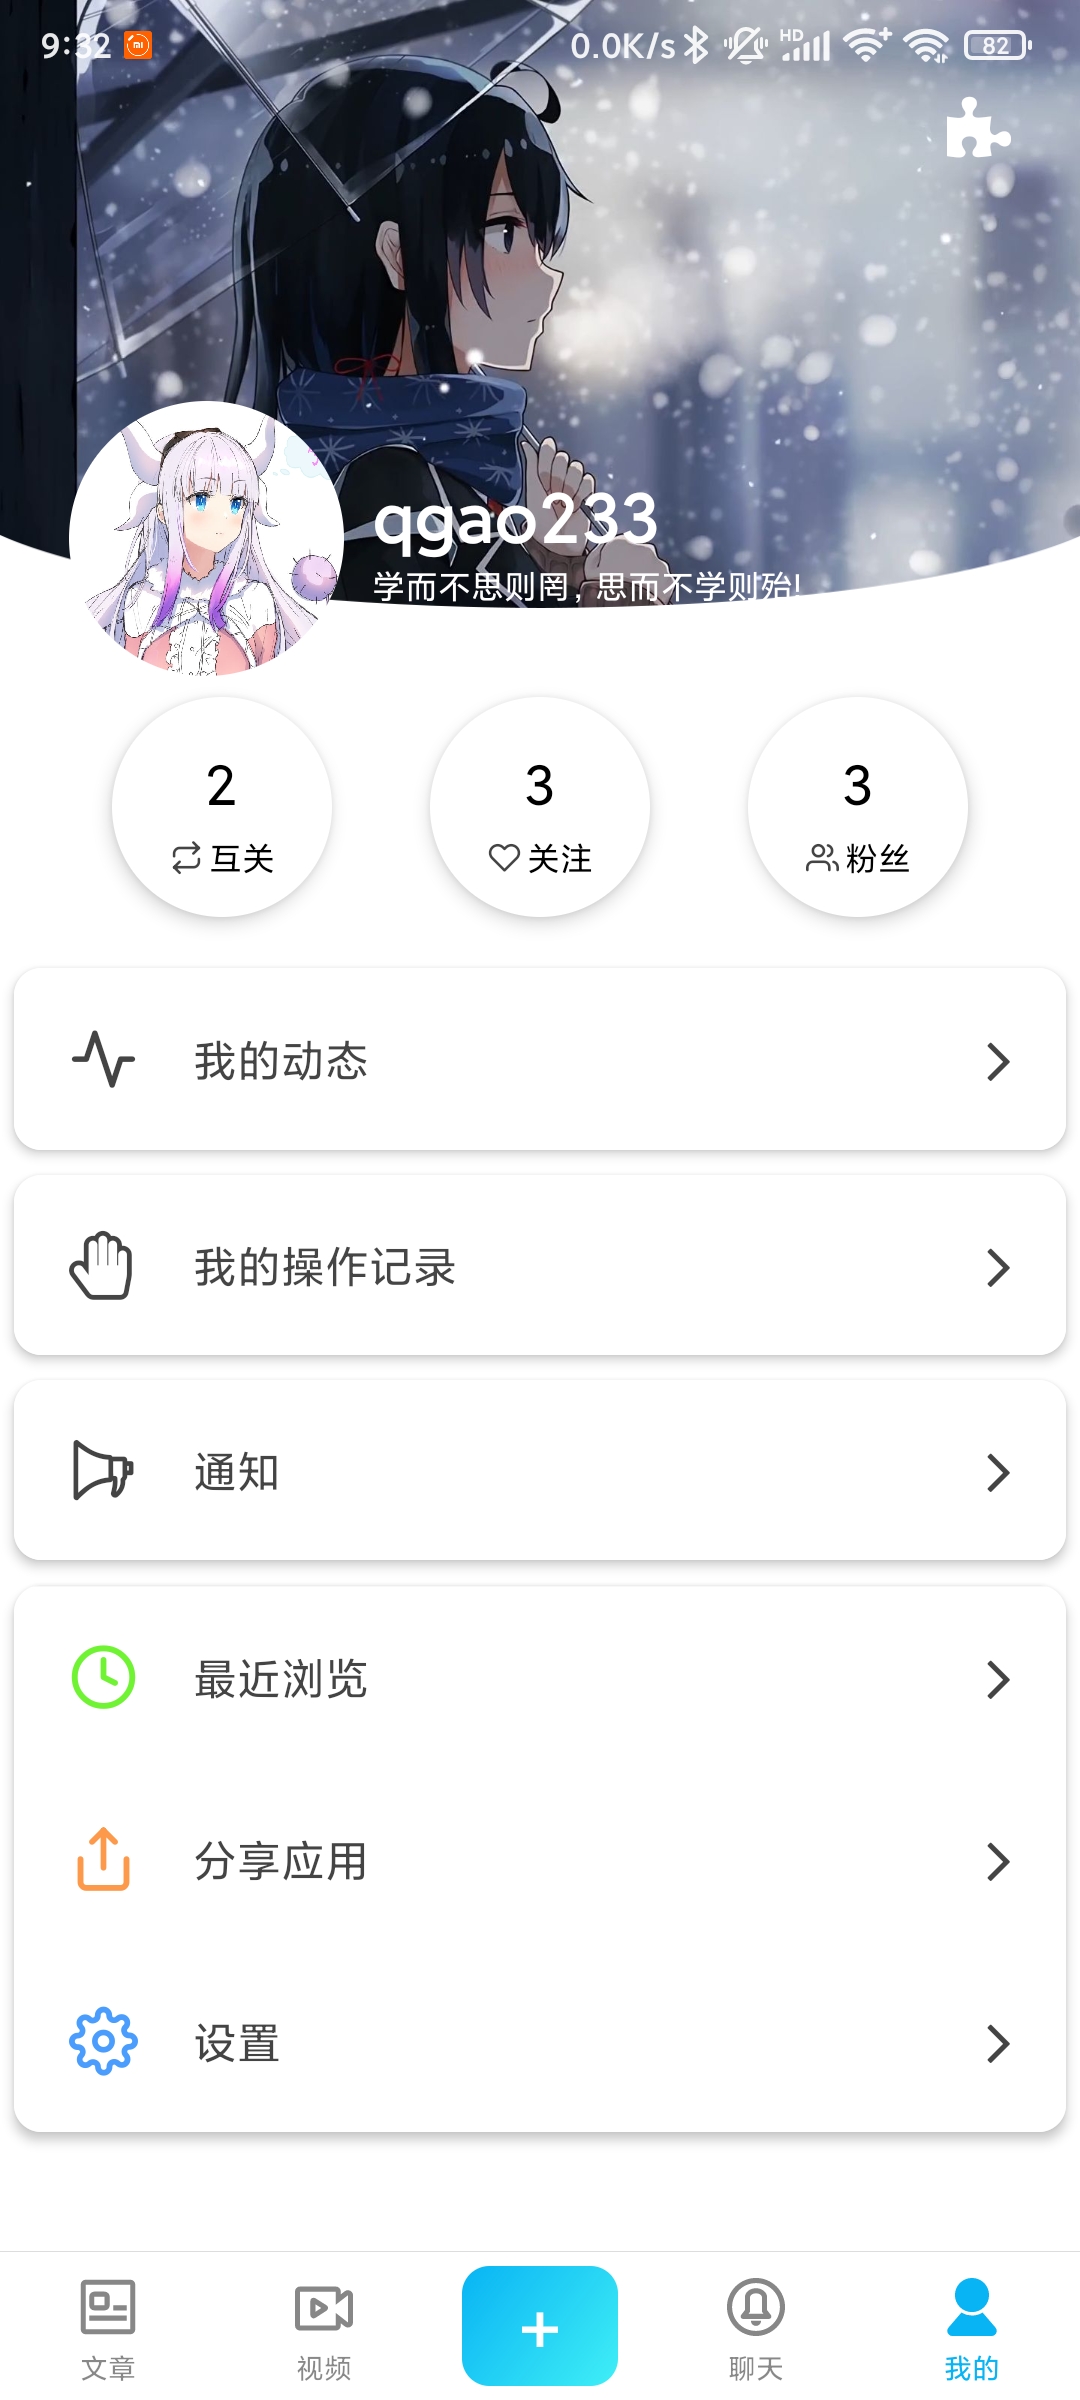 9:32
0.0K/s HD 82
qgao233
学而不思则罔，思而不学则殆!
2 3 3
互关 关注 粉丝
我的动态
我的操作记录
通知
最近浏览
分享应用
设置
文章 视频 + 聊天 我的